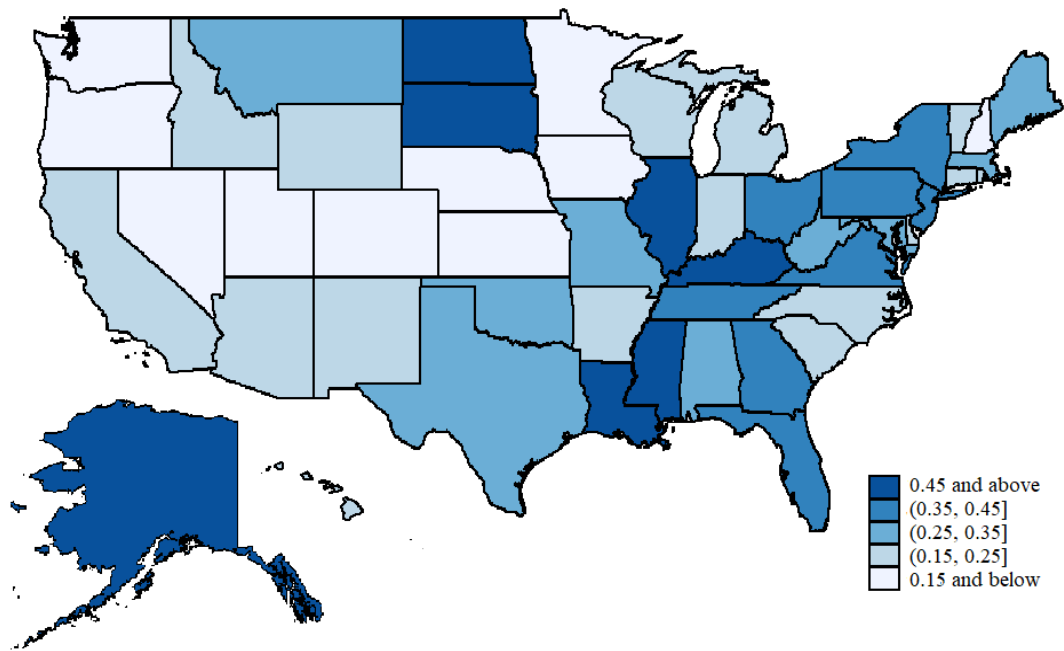 0.45 and above
(0.35, 0.45]
(0.25, 0.35]
(0.15, 0.25]
0.15 and below